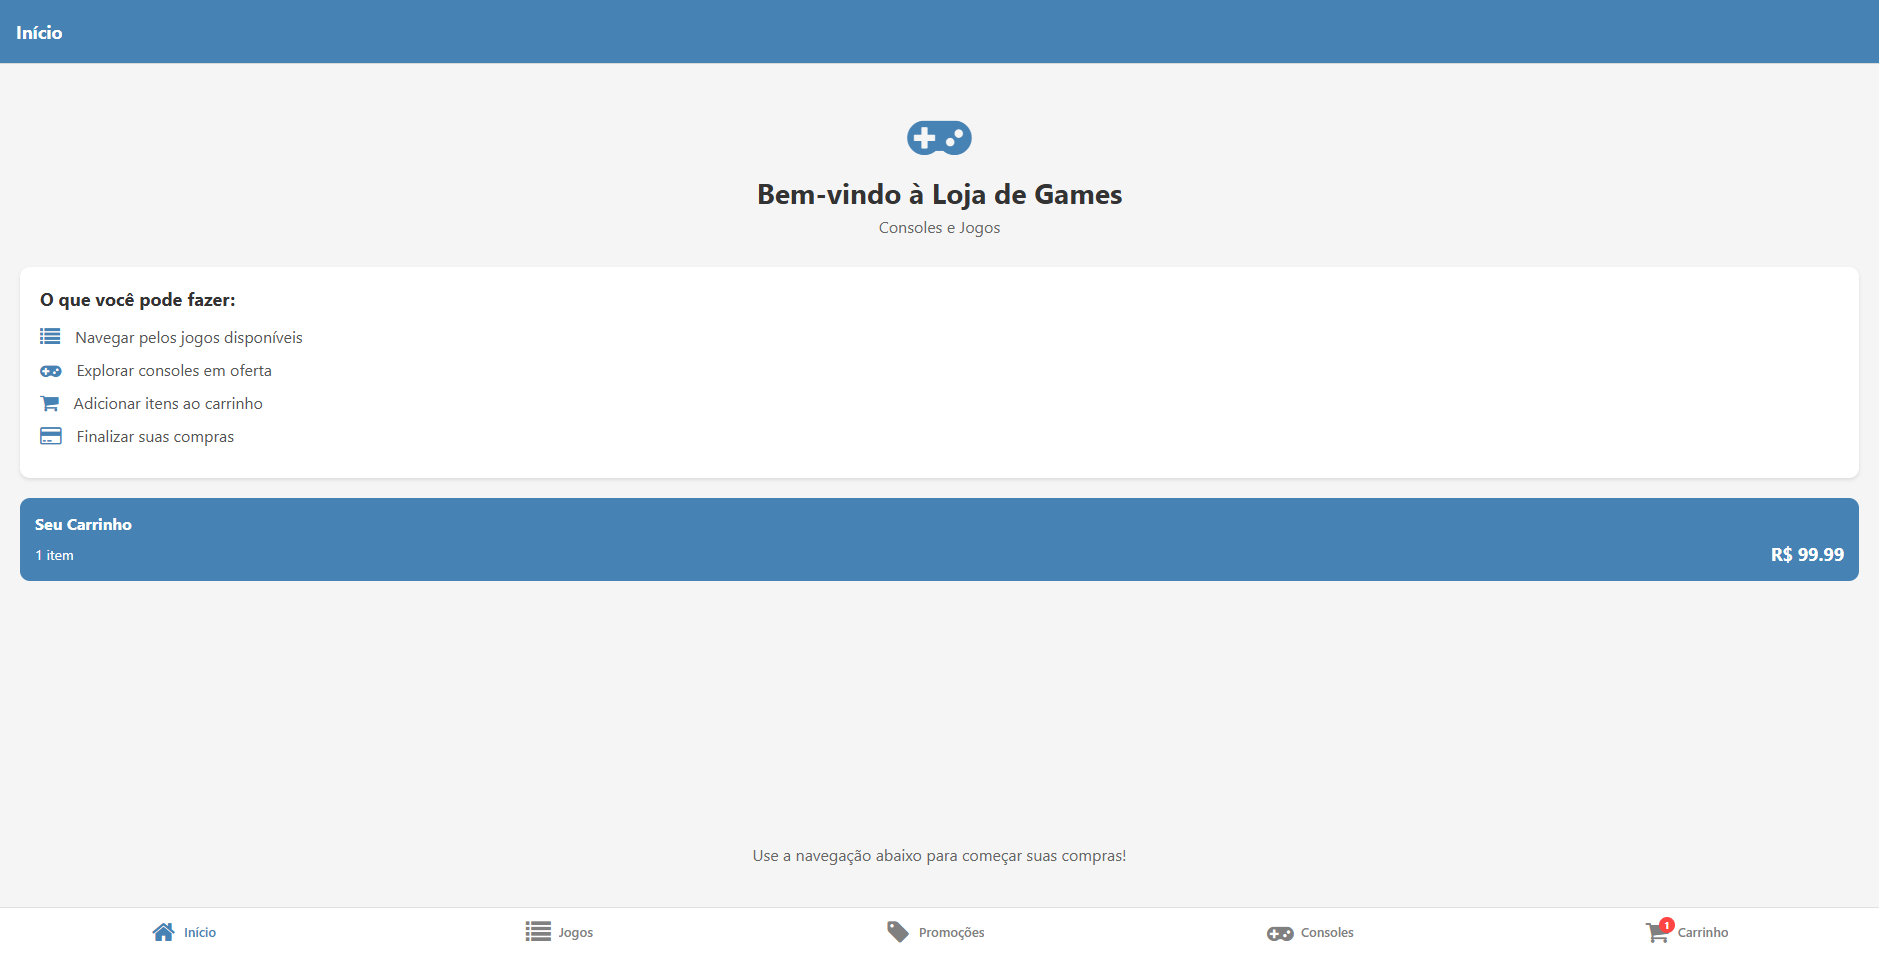 Início
Bem-vindo à Loja de Games
Consoles e Jogos
O que você pode fazer:
Navegar pelos jogos disponíveis
Explorar consoles em oferta
Adicionar itens ao carrinho
Finalizar suas compras
Seu Carrinho
1 item
R$ 99.99
Use a navegação abaixo para começar suas compras!
Início
Jogos
Promoções
Consoles
1
Carrinho